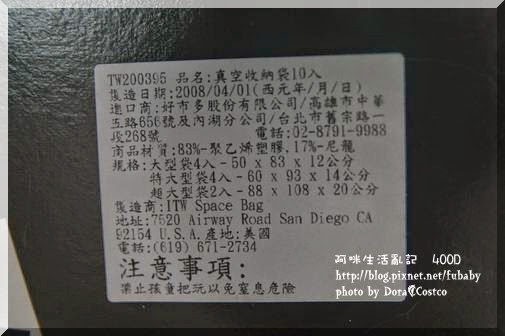 TW200395 品名:真空收納袋10入
製造日期:2008/04/01(西元年/月/日)
進口商:好市多股份有限公司/高雄市中華
五路656號及內湖分公司/台北市舊宗路一
段268號 電話:02-8791-9988
商品材質:83%-聚乙烯塑膠,17%-尼龍
規格:大型袋4入-50 x 83 x 12公分
特大型袋4入-60 x 93 x 14公分
超大型袋2入-88 x 108 x 20公分
製造商:ITW Space Bag
地址:7520 Airway Road San Diego CA
92154 U.S.A.產地:美國
電話:(619) 671-2734
注意事項:
禁止孩童把玩以免窒息危險
阿咪生活亂記 400D
http://blog.pixnet.net/fubaby
photo by Dora@Costco